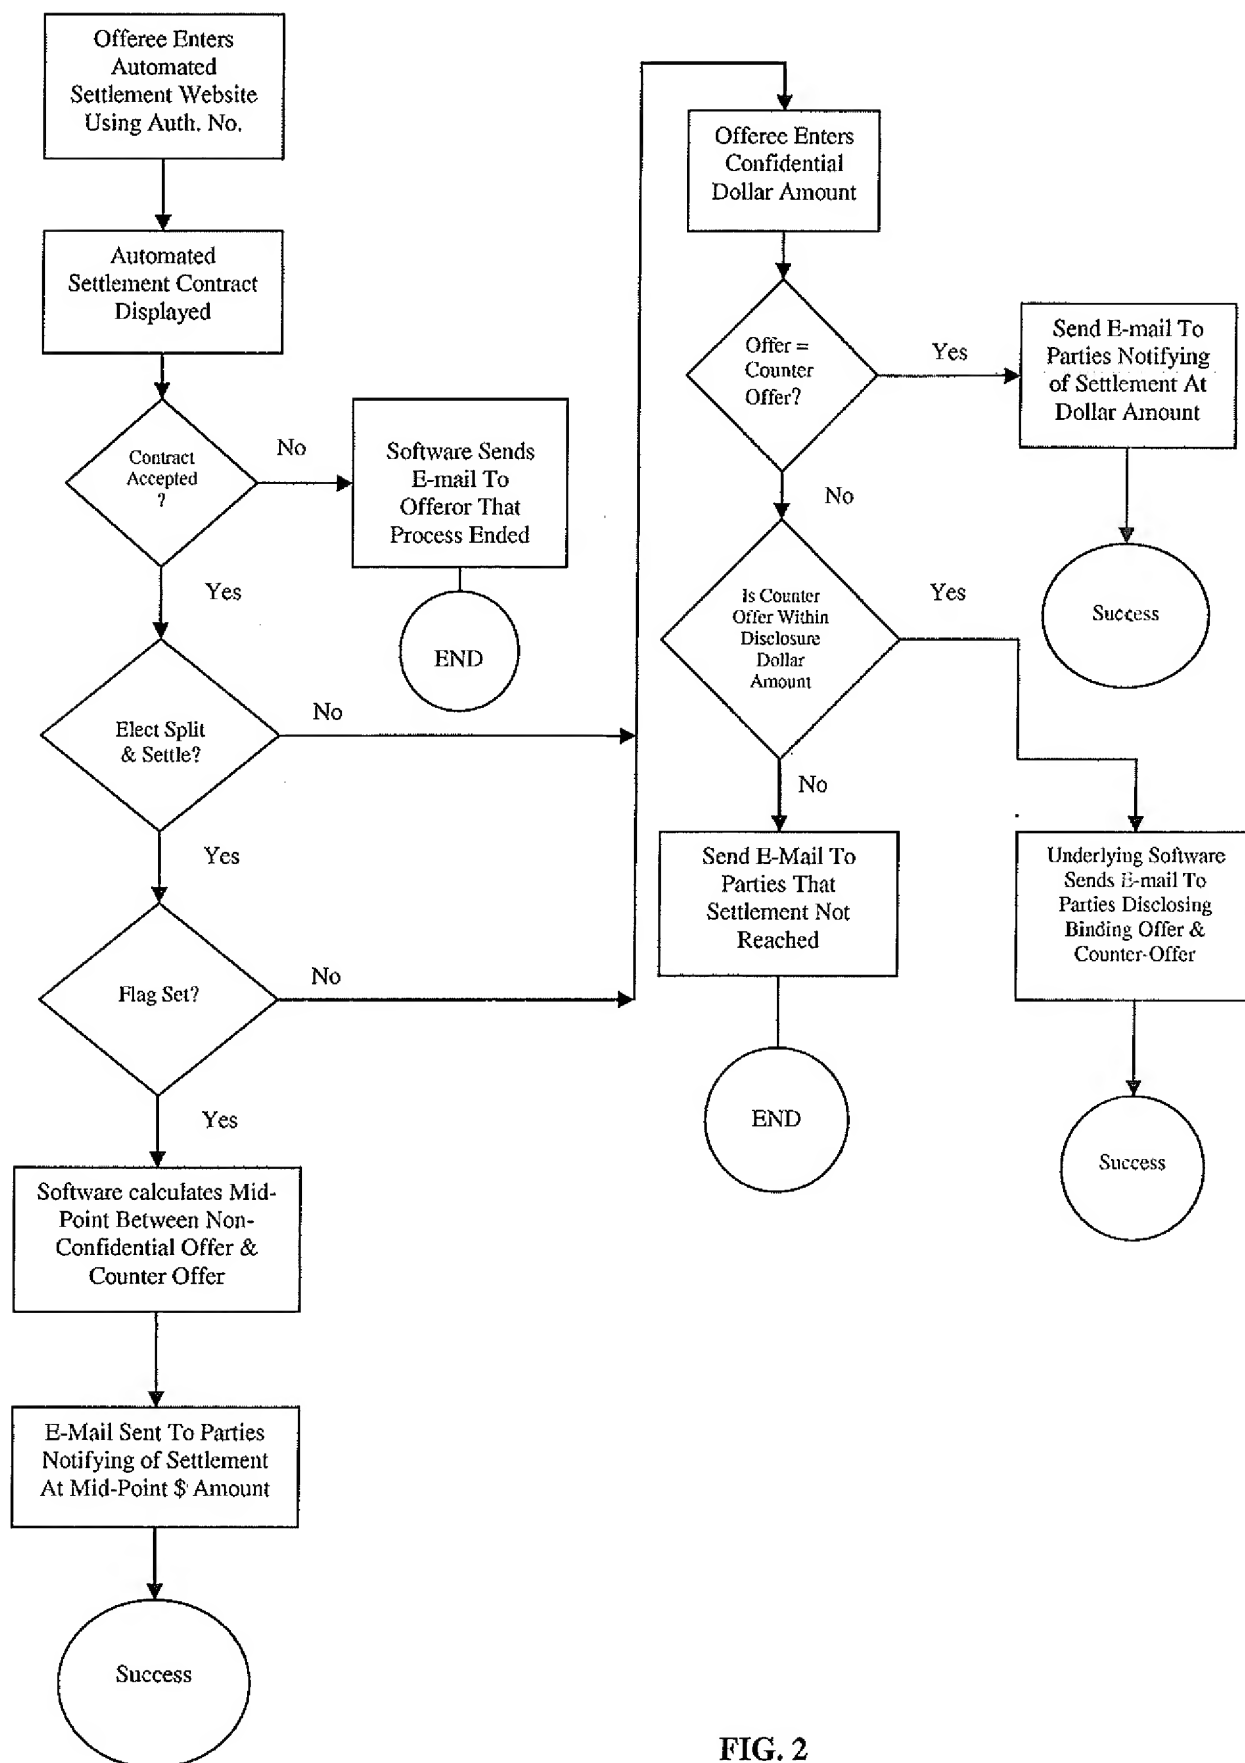 Offeree Enters
Automated
Settlement Website
Using Auth. No.
Automated
Settlement Contract
Displayed
Contract
Accepted
?
No
Software Sends
E-mail To
Offeror That
Process Ended
END
Yes
Elect Split
& Settle?
No
Yes
Flag Set?
No
Yes
Software calculates Mid-
Point Between Non-
Confidential Offer &
Counter Offer
E-Mail Sent To Parties
Notifying of Settlement
At Mid-Point $ Amount
Success
Offeree Enters
Confidential
Dollar Amount
Offer =
Counter
Offer?
Yes
Send E-mail To
Parties Notifying
of Settlement At
Dollar Amount
Success
No
Is Counter
Offer Within
Disclosure
Dollar
Amount
Yes
No
Send E-Mail To
Parties That
Settlement Not
Reached
END
Underlying Software
Sends E-mail To
Parties Disclosing
Binding Offer &
Counter-Offer
Success
FIG. 2